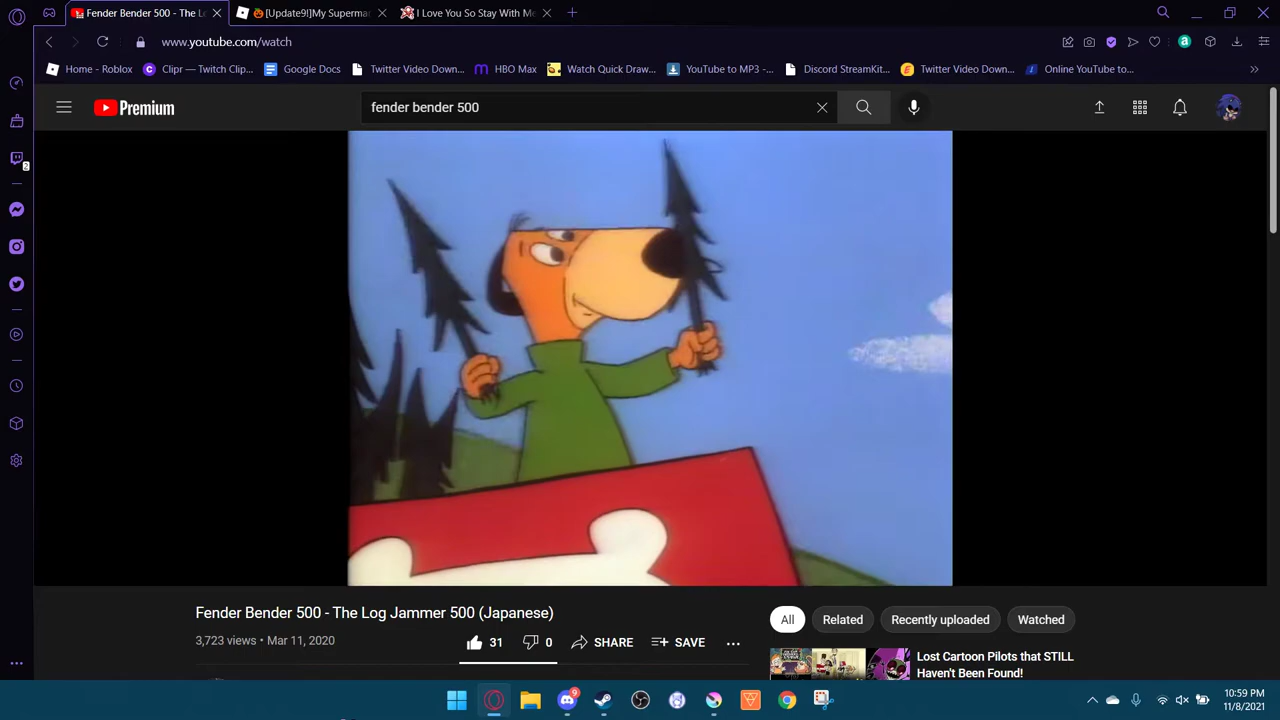 Fender Bender 500 - The L
[Update9!]My Superma
I Love You So Stay With Me
www.youtube.com/watch
Home - Roblox
Clipr — Twitch Clip...
Google Docs
Twitter Video Down...
HBO Max
Watch Quick Draw...
YouTube to MP3 -...
Discord StreamKit...
Twitter Video Down...
Online YouTube to...
a
2
Premium
fender bender 500
Fender Bender 500 - The Log Jammer 500 (Japanese)
3,723 views • Mar 11, 2020
31
0
SHARE
SAVE
All
Related
Recently uploaded
Watched
Lost Cartoon Pilots that STILL
Haven't Been Found!
9
10:59 PM
11/8/2021